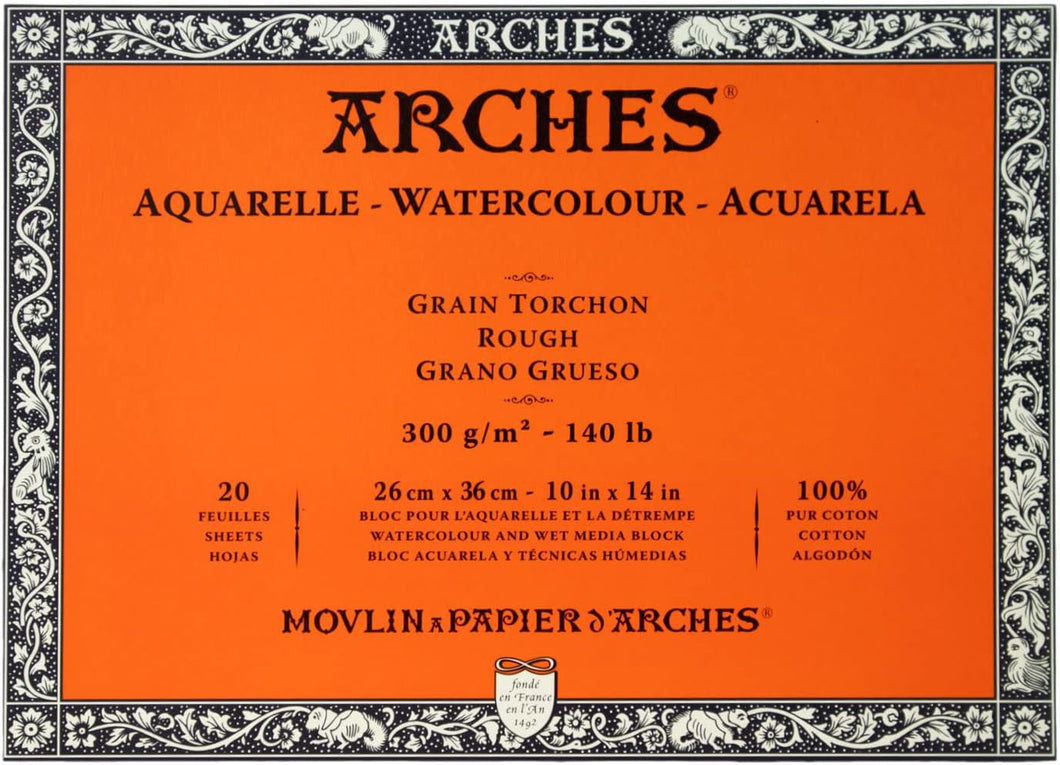 ARCHES
ARCHES®
AQUARELLE - WATERCOLOUR - ACUARELA
GRAIN TORCHON
ROUGH
GRANO GRUESO
300 g/m² - 140 lb
20
FEUILLES
SHEETS
HOJAS
26 cm x 36 cm - 10 in x 14 in
BLOC POUR L'AQUARELLE ET LA DÉTREMPE
WATERCOLOUR AND WET MEDIA BLOCK
BLOC ACUARELA Y TÉCNICAS HÚMEDIAS
100%
PUR COTON
COTTON
ALGODÓN
MOVLIN A PAPIER d'ARCHES®
fondé
en France
en l'An
1492
ARCHES
ARCHES